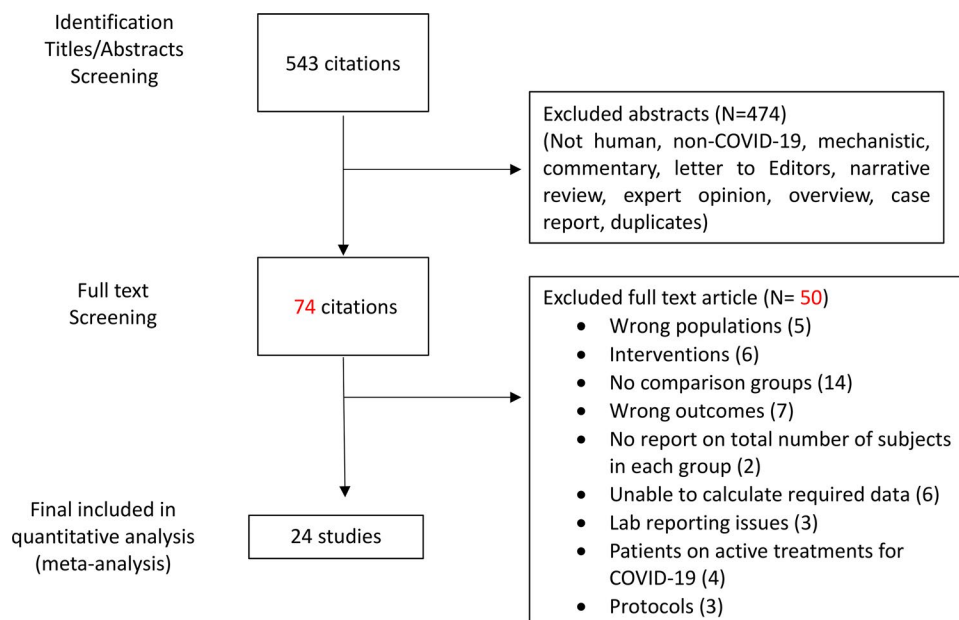 Identification
Titles/Abstracts
Screening
543 citations
Excluded abstracts (N=474)
(Not human, non-COVID-19, mechanistic,
commentary, letter to Editors, narrative
review, expert opinion, overview, case
report, duplicates)
Full text
Screening
74 citations
Excluded full text article (N= 50)
• Wrong populations (5)
• Interventions (6)
• No comparison groups (14)
• Wrong outcomes (7)
• No report on total number of subjects
in each group (2)
• Unable to calculate required data (6)
• Lab reporting issues (3)
• Patients on active treatments for
COVID-19 (4)
• Protocols (3)
Final included in
quantitative analysis
(meta-analysis)
24 studies